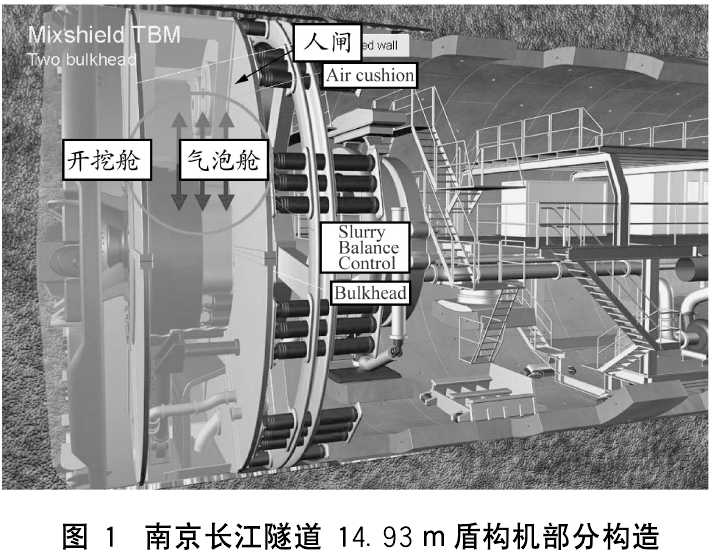 Mixshield TBM
Two bulkhead
人闸
ed wall
Air cushion
开挖舱
气泡舱
Slurry
Balance
Control
Bulkhead
图 1 南京长江隧道 14.93 m 盾构机部分构造